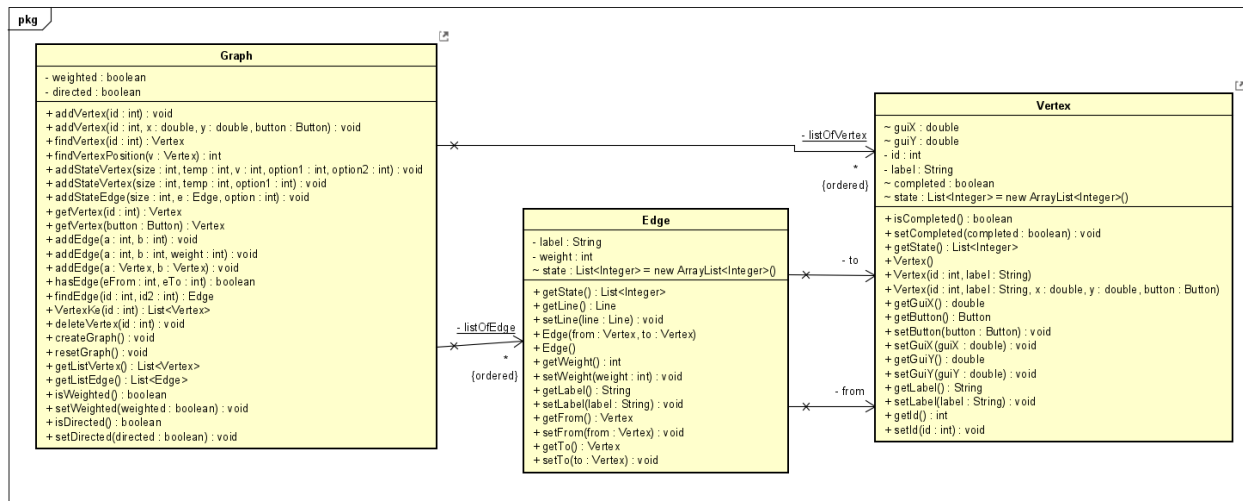 pkg
Graph
- weighted : boolean
- directed : boolean
+ addVertex(id : int) : void
+ addVertex(id : int, x : double, y : double, button : Button) : void
+ findVertex(id : int) : Vertex
+ findVertexPosition(v : Vertex) : int
+ addStateVertex(size : int, temp : int, v : int, option1 : int, option2 : int) : void
+ addStateVertex(size : int, temp : int, option1 : int) : void
+ addStateEdge(size : int, e : Edge, option : int) : void
+ getVertex(id : int) : Vertex
+ getVertex(button : Button) : Vertex
+ addEdge(a : int, b : int) : void
+ addEdge(a : int, b : int, weight : int) : void
+ addEdge(a : Vertex, b : Vertex) : void
+ hasEdge(eFrom : int, eTo : int) : boolean
+ findEdge(id : int, id2 : int) : Edge
+ VertexKe(id : int) : List<Vertex>
+ deleteVertex(id : int) : void
+ createGraph() : void
+ resetGraph() : void
+ getListVertex() : List<Vertex>
+ getListEdge() : List<Edge>
+ isWeighted() : boolean
+ setWeighted(weighted : boolean) : void
+ isDirected() : boolean
+ setDirected(directed : boolean) : void
- listOfVertex
*
{ordered}
- listOfEdge
*
{ordered}
Edge
- label : String
- weight : int
~ state : List<Integer> = new ArrayList<Integer>()
+ getState() : List<Integer>
+ getLine() : Line
+ setLine(line : Line) : void
+ Edge(from : Vertex, to : Vertex)
+ Edge()
+ getWeight() : int
+ setWeight(weight : int) : void
+ getLabel() : String
+ setLabel(label : String) : void
+ getFrom() : Vertex
+ setFrom(from : Vertex) : void
+ getTo() : Vertex
+ setTo(to : Vertex) : void
- to
- from
Vertex
~ guiX : double
~ guiY : double
- id : int
- label : String
~ completed : boolean
~ state : List<Integer> = new ArrayList<Integer>()
+ isCompleted() : boolean
+ setCompleted(completed : boolean) : void
+ getState() : List<Integer>
+ Vertex()
+ Vertex(id : int, label : String)
+ Vertex(id : int, label : String, x : double, y : double, button : Button)
+ getGuiX() : double
+ getButton() : Button
+ setButton(button : Button) : void
+ setGuiX(guiX : double) : void
+ getGuiY() : double
+ setGuiY(guiY : double) : void
+ getLabel() : String
+ setLabel(label : String) : void
+ getId() : int
+ setId(id : int) : void